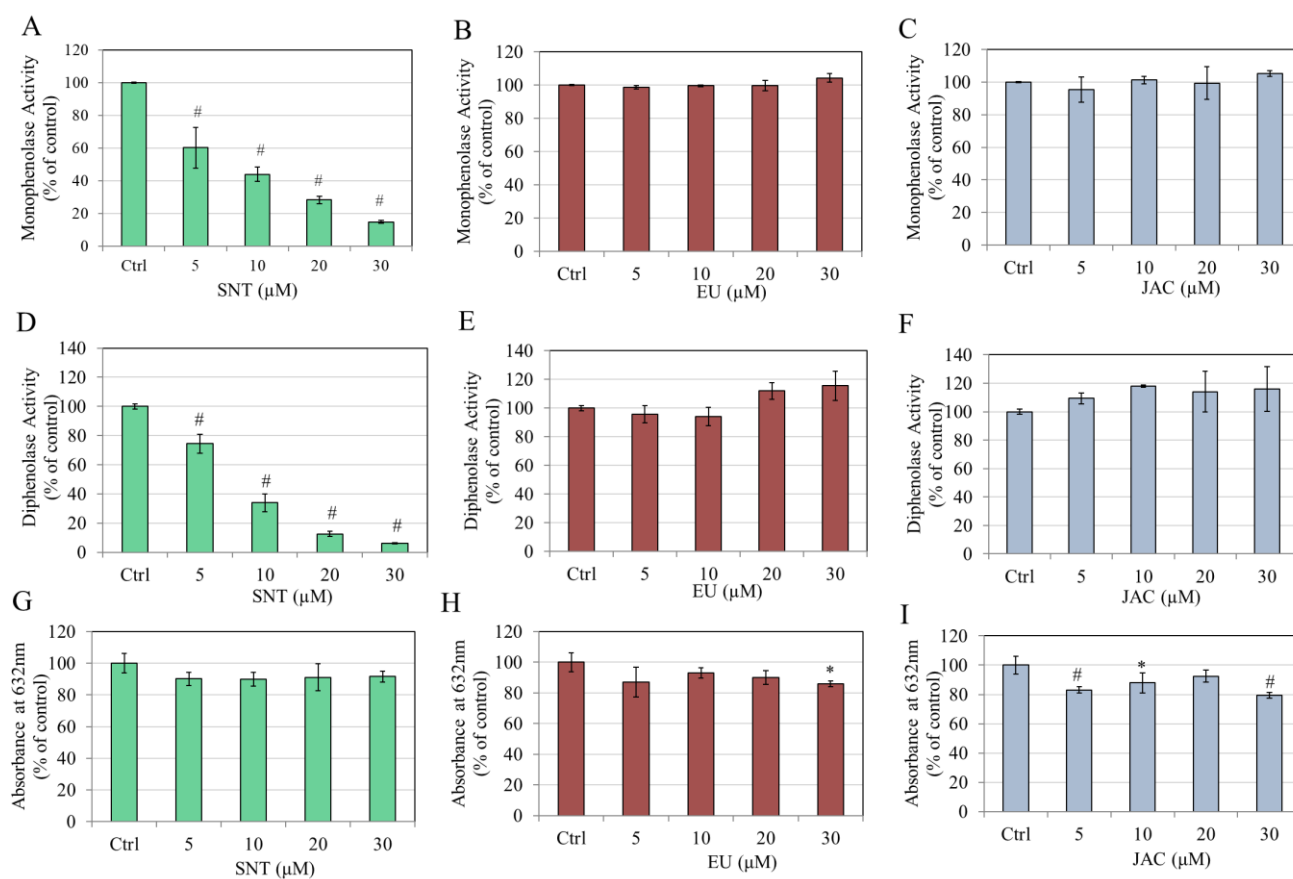 A
Monophenolase Activity
(% of control)
120
100
80
60
40
20
0
#
#
#
#
Ctrl 5 10 20 30
SNT (µM)
B
Monophenolase Activity
(% of control)
120
100
80
60
40
20
0
Ctrl 5 10 20 30
EU (µM)
C
Monophenolase Activity
(% of control)
120
100
80
60
40
20
0
Ctrl 5 10 20 30
JAC (µM)
D
Diphenolase Activity
(% of control)
140
120
100
80
60
40
20
0
#
#
#
#
Ctrl 5 10 20 30
SNT (µM)
E
Diphenolase Activity
(% of control)
140
120
100
80
60
40
20
0
Ctrl 5 10 20 30
EU (µM)
F
Diphenolase Activity
(% of control)
140
120
100
80
60
40
20
0
Ctrl 5 10 20 30
JAC (µM)
G
Absorbance at 632nm
(% of control)
120
100
80
60
40
20
0
Ctrl 5 10 20 30
SNT (µM)
H
Absorbance at 632nm
(% of control)
120
100
80
60
40
20
0
*
Ctrl 5 10 20 30
EU (µM)
I
Absorbance at 632nm
(% of control)
120
100
80
60
40
20
0
# * #
Ctrl 5 10 20 30
JAC (µM)